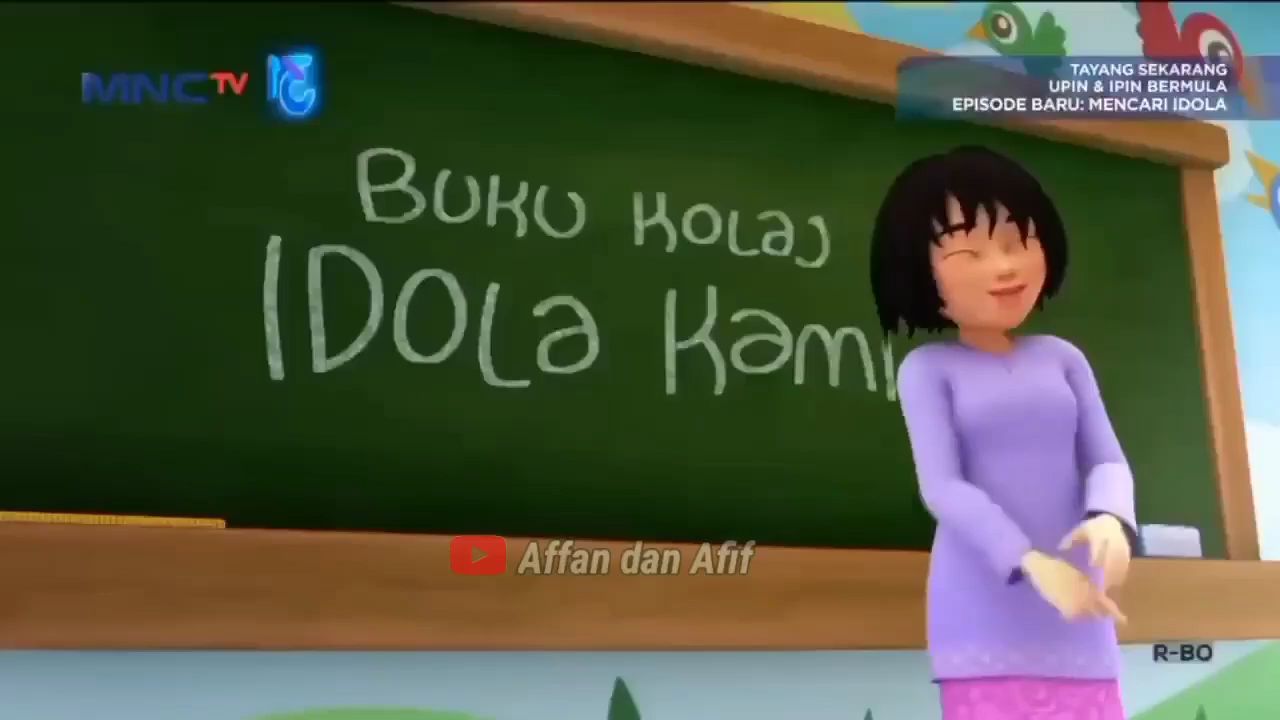 MNCTV
TAYANG SEKARANG
UPIN & IPIN BERMULA
EPISODE BARU: MENCARI IDOLA
BUKU KOLAJ
IDOLA KAMI
Affan dan Afif
R-BO